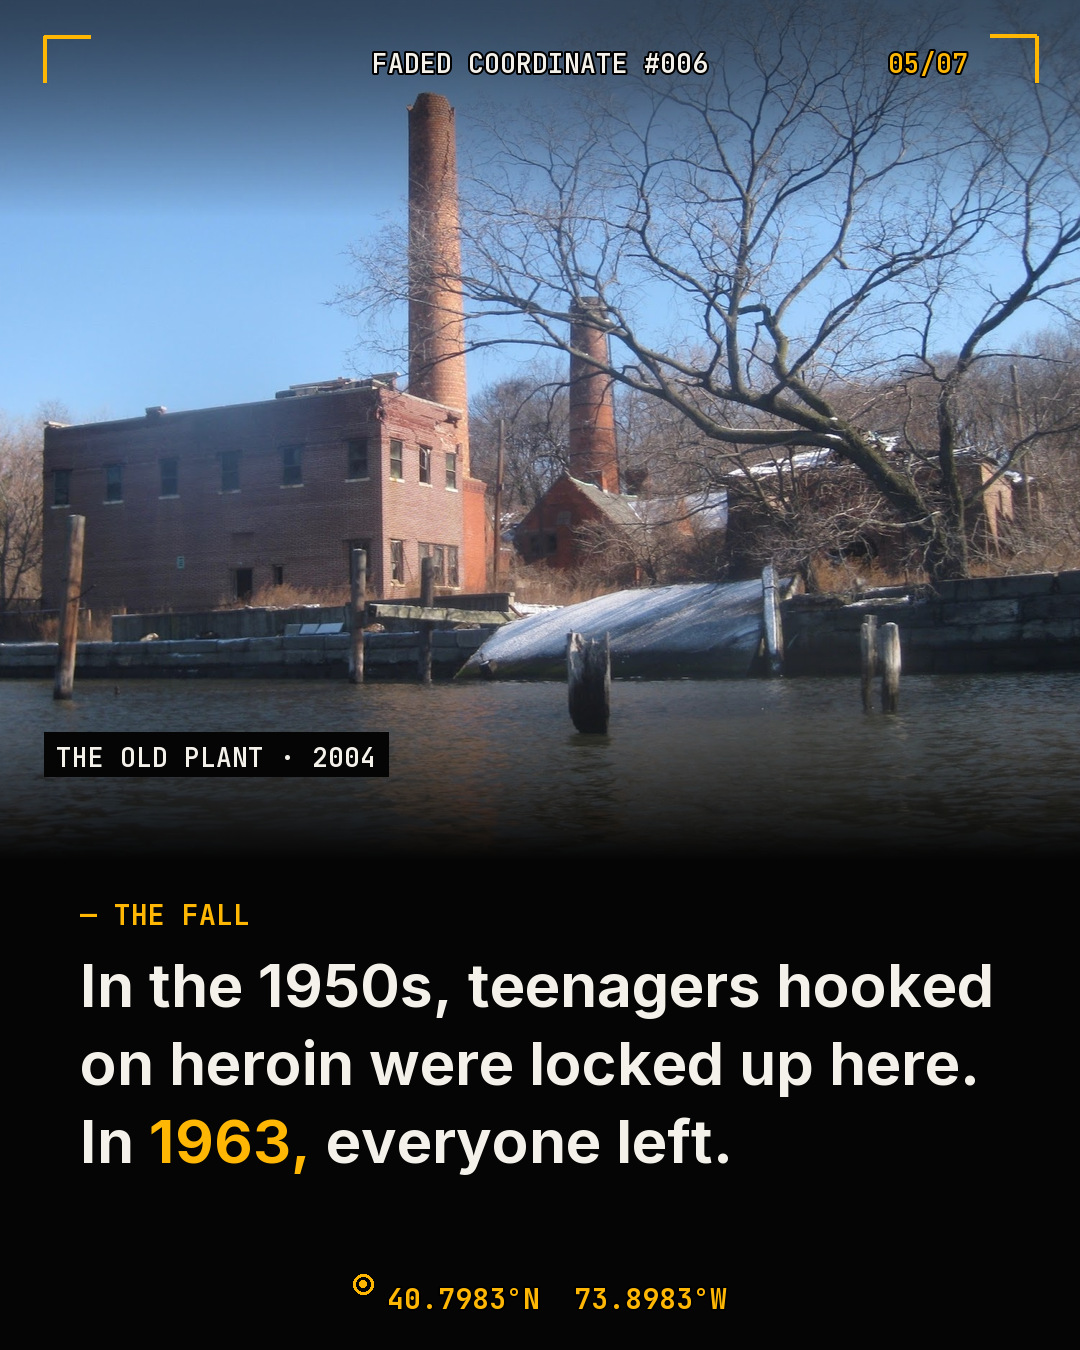 FADED COORDINATE #006
05/07
THE OLD PLANT · 2004
— THE FALL
In the 1950s, teenagers hooked
on heroin were locked up here.
In 1963, everyone left.
40.7983°N 73.8983°W